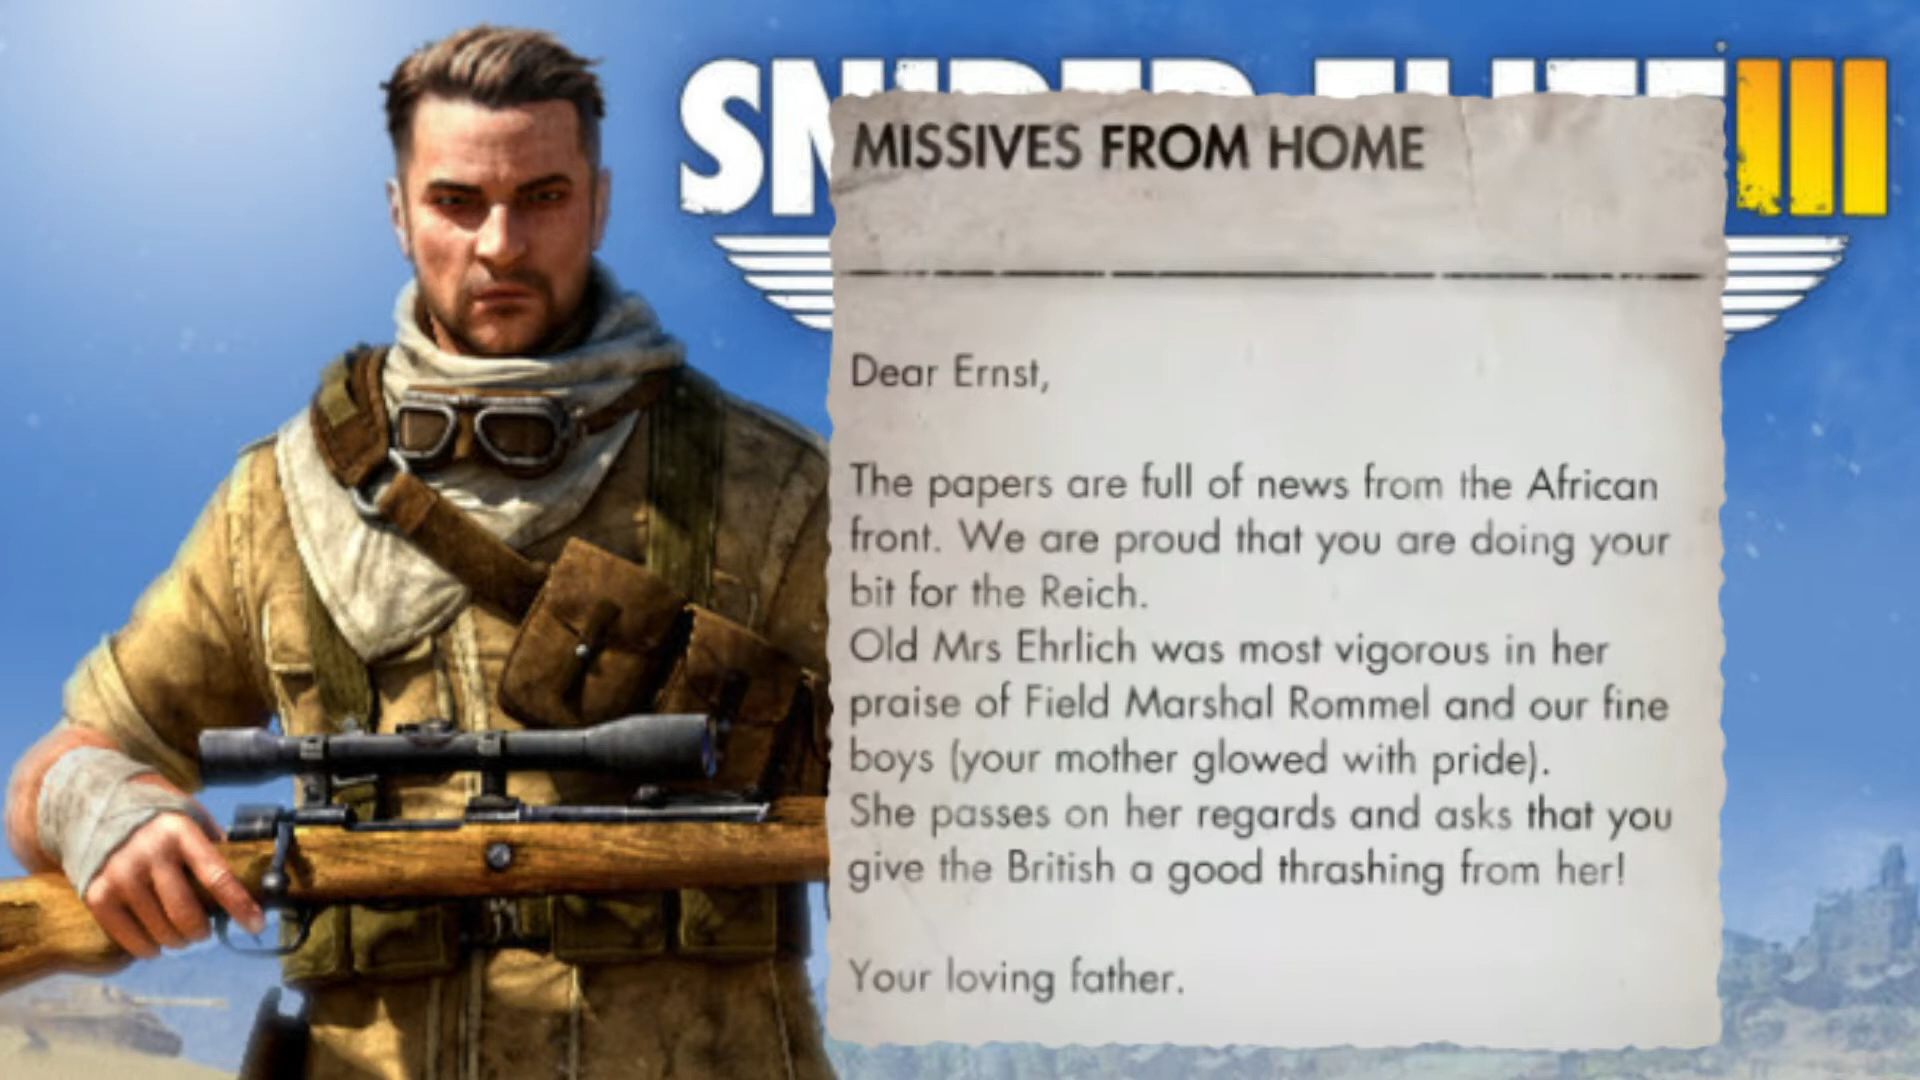 SNIPER ELITE III
MISSIVES FROM HOME
Dear Ernst,
The papers are full of news from the African
front. We are proud that you are doing your
bit for the Reich.
Old Mrs Ehrlich was most vigorous in her
praise of Field Marshal Rommel and our fine
boys (your mother glowed with pride).
She passes on her regards and asks that you
give the British a good thrashing from her!
Your loving father.